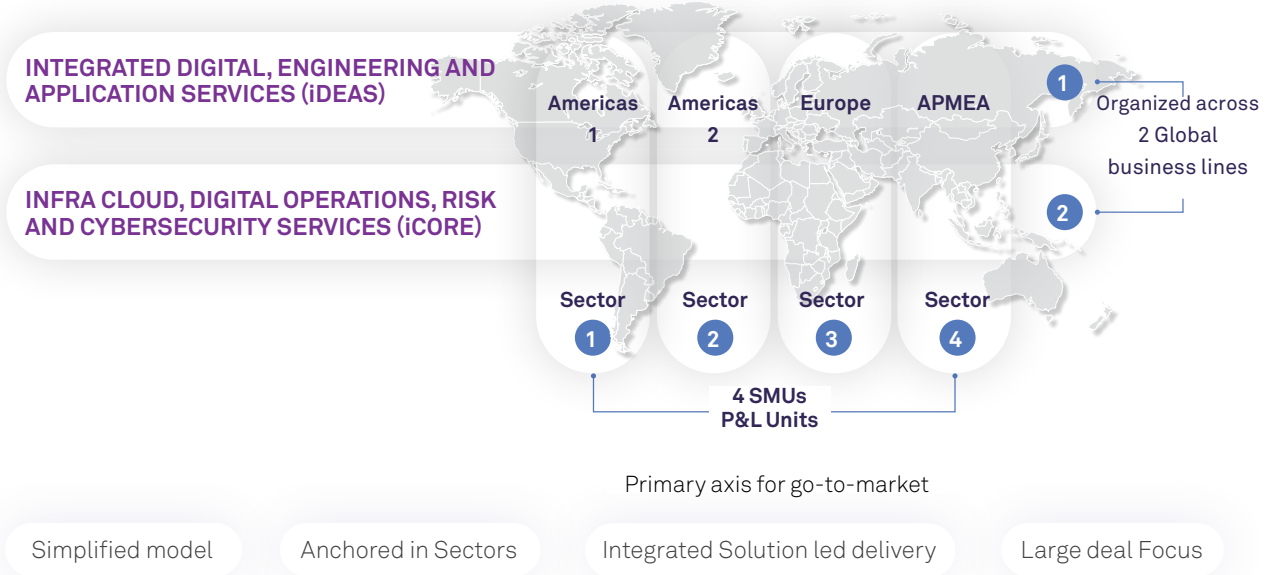 INTEGRATED DIGITAL, ENGINEERING AND
APPLICATION SERVICES (iDEAS)
Americas
1
Americas
2
Europe
APMEA
1
Organized across
2 Global
business lines
INFRA CLOUD, DIGITAL OPERATIONS, RISK
AND CYBERSECURITY SERVICES (iCORE)
2
Sector
1
Sector
2
Sector
3
Sector
4
4 SMUs
P&L Units
Primary axis for go-to-market
Simplified model
Anchored in Sectors
Integrated Solution led delivery
Large deal Focus